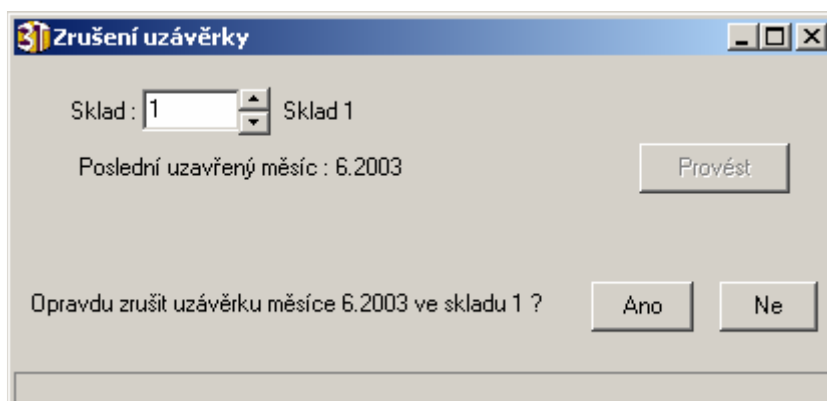 Zrušení uzávěrky
Sklad : 1 Sklad 1
Poslední uzavřený měsíc : 6.2003 Provést
Opravdu zrušit uzávěrku měsíce 6.2003 ve skladu 1 ? Ano Ne